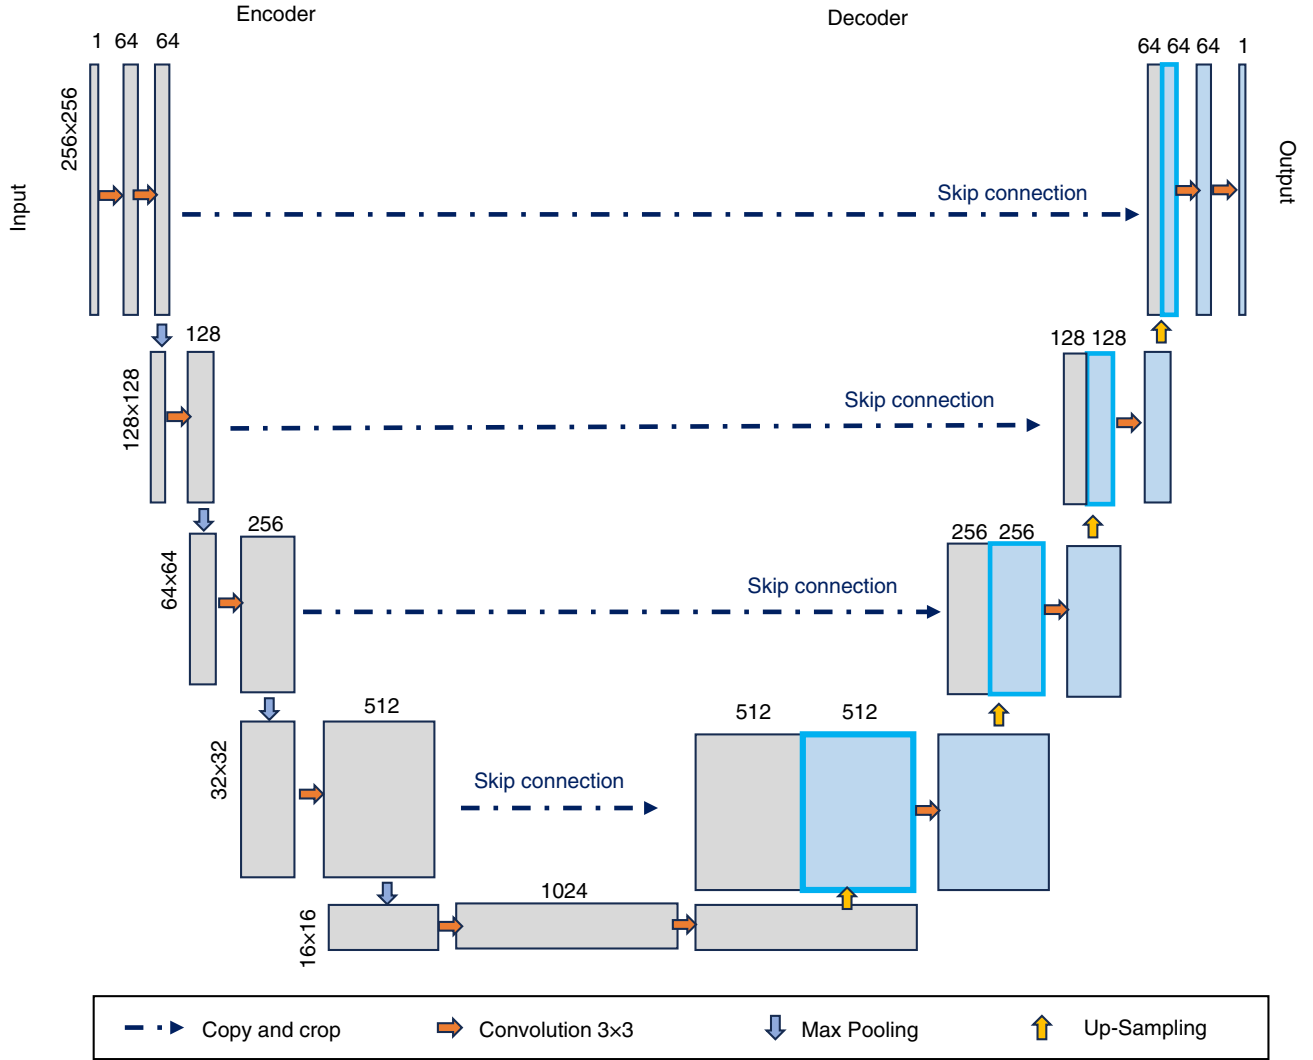 Encoder
Decoder
1 64 64
64 64 64 1
256×256
Input
Output
Skip connection
128
128 128
128×128
Skip connection
256
256 256
64×64
Skip connection
512
512 512
32×32
Skip connection
1024
16×16
Copy and crop
Convolution 3×3
Max Pooling
Up-Sampling